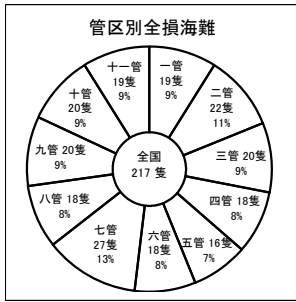 管区別全損海難
一管
19隻
9%
二管
22隻
11%
三管 20隻
9%
四管 18隻
8%
五管 16隻
7%
六管
18隻
8%
七管
27隻
13%
八管 18隻
8%
九管 20隻
9%
十管
20隻
9%
十一管
19隻
9%
全国
217 隻